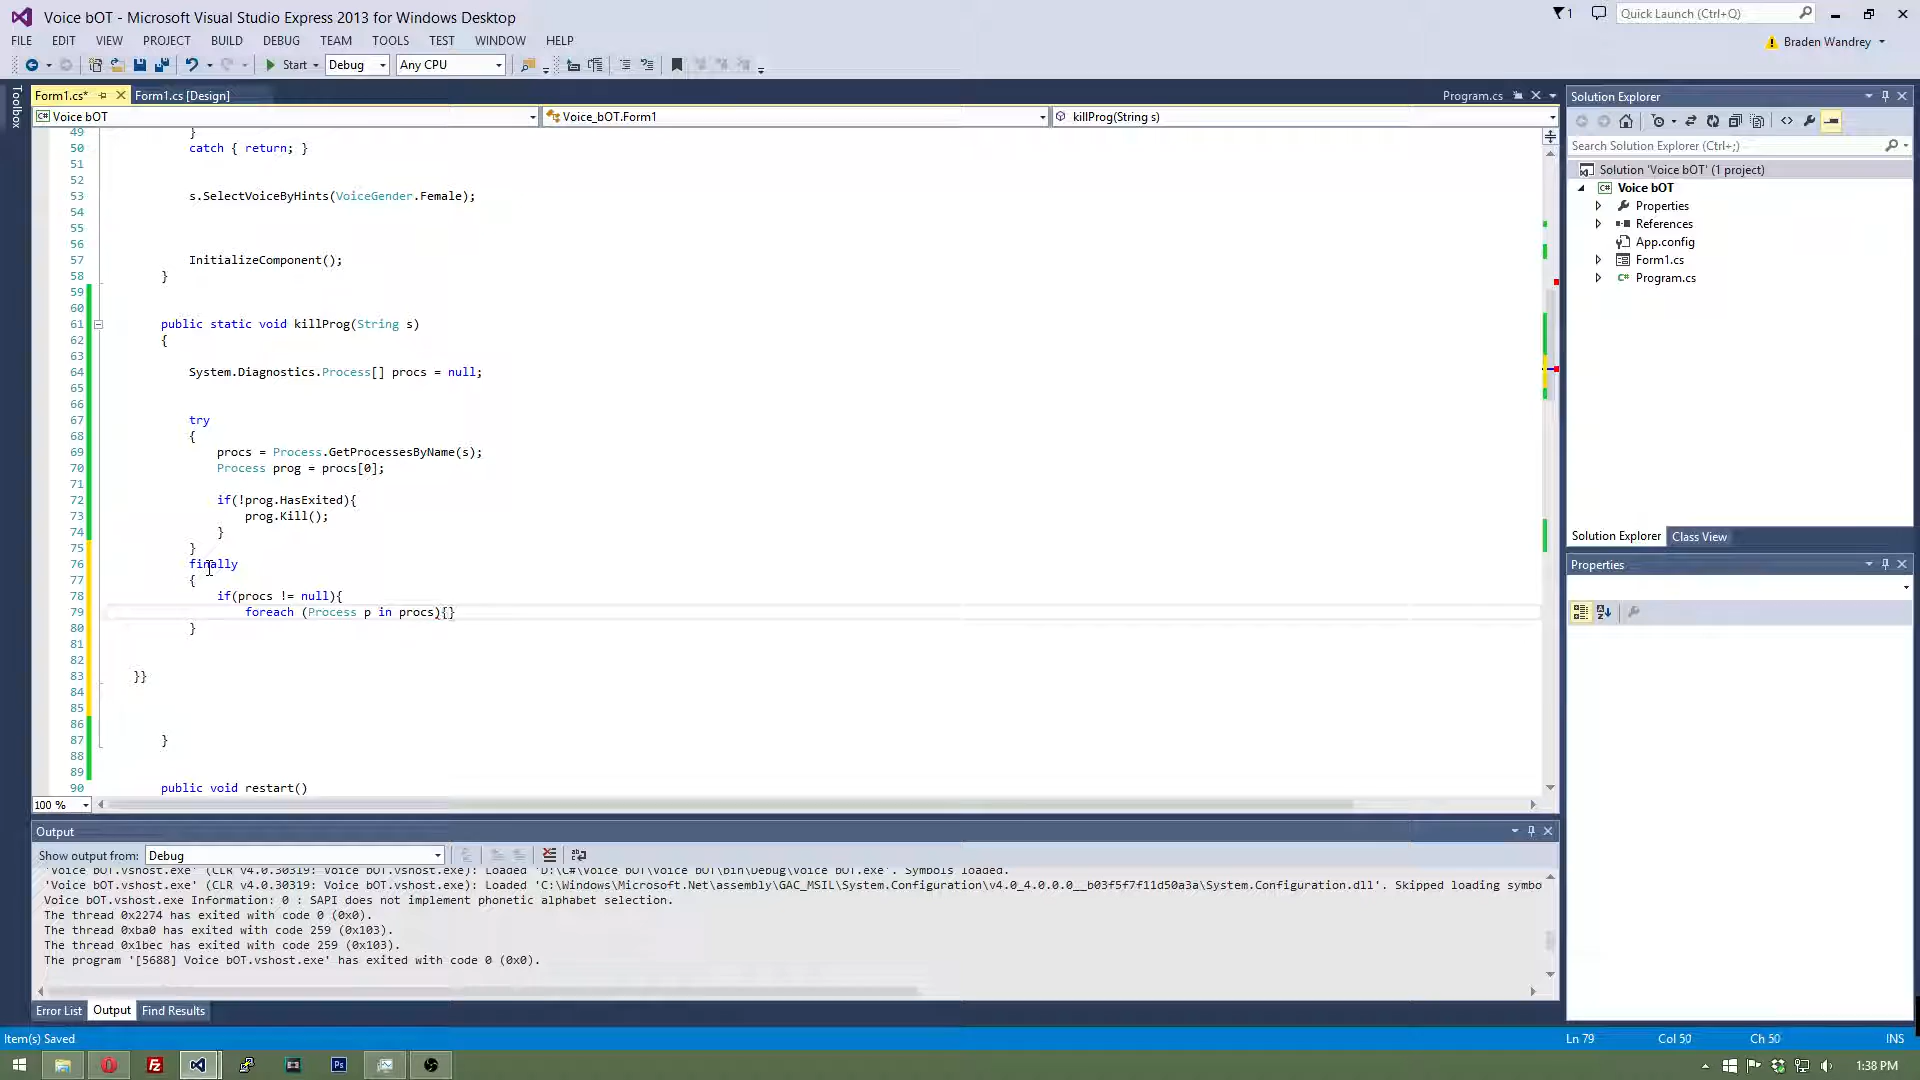 Voice bOT - Microsoft Visual Studio Express 2013 for Windows Desktop
1
Quick Launch (Ctrl+Q)
FILE EDIT VIEW PROJECT BUILD DEBUG TEAM TOOLS TEST WINDOW HELP
Braden Wandrey
Start Debug Any CPU
Toolbox
Form1.cs* Form1.cs [Design] Program.cs
C# Voice bOT Voice_bOT.Form1 killProg(String s)
49 }
50 catch { return; }
51
52
53 s.SelectVoiceByHints(VoiceGender.Female);
54
55
56
57 InitializeComponent();
58 }
59
60
61 public static void killProg(String s)
62 {
63
64 System.Diagnostics.Process[] procs = null;
65
66
67 try
68 {
69 procs = Process.GetProcessesByName(s);
70 Process prog = procs[0];
71
72 if(!prog.HasExited){
73 prog.Kill();
74 }
75 }
76 finally
77 {
78 if(procs != null){
79 foreach (Process p in procs){}
80 }
81
82
83 }}
84
85
86
87 }
88
89
90 public void restart()
100 %
Solution Explorer
Search Solution Explorer (Ctrl+;)
Solution 'Voice bOT' (1 project)
C# Voice bOT
Properties
References
App.config
Form1.cs
C# Program.cs
Solution Explorer Class View
Properties
Output
Show output from: Debug
'Voice bOT.vshost.exe' (CLR v4.0.30319: Voice bOT.vshost.exe): Loaded 'D:\C#\Voice bOT\Voice bOT\bin\Debug\Voice bOT.exe'. Symbols loaded.
'Voice bOT.vshost.exe' (CLR v4.0.30319: Voice bOT.vshost.exe): Loaded 'C:\Windows\Microsoft.Net\assembly\GAC_MSIL\System.Configuration\v4.0_4.0.0.0__b03f5f7f11d50a3a\System.Configuration.dll'. Skipped loading symbo
Voice bOT.vshost.exe Information: 0 : SAPI does not implement phonetic alphabet selection.
The thread 0x2274 has exited with code 0 (0x0).
The thread 0xba0 has exited with code 259 (0x103).
The thread 0x1bec has exited with code 259 (0x103).
The program '[5688] Voice bOT.vshost.exe' has exited with code 0 (0x0).
Error List Output Find Results
Item(s) Saved Ln 79 Col 50 Ch 50 INS
Fz Ps 1:38 PM